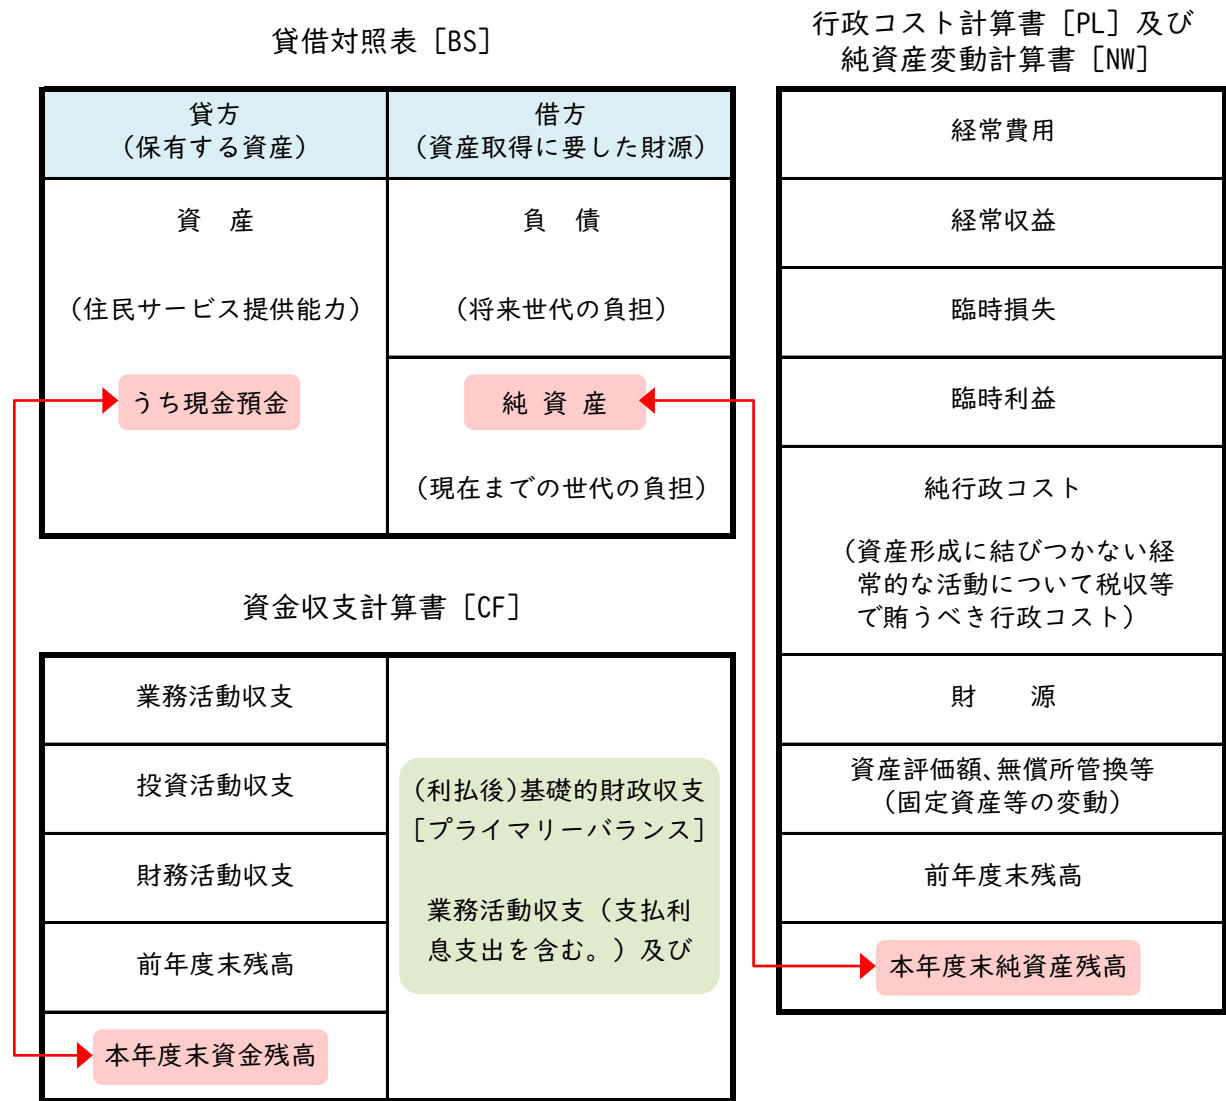 貸借対照表［BS］
貸方
（保有する資産）
借方
（資産取得に要した財源）
資　産
（住民サービス提供能力）
うち現金預金
負　債
（将来世代の負担）
純 資 産
（現在までの世代の負担）
資金収支計算書［CF］
業務活動収支
投資活動収支
財務活動収支
前年度末残高
本年度末資金残高
（利払後）基礎的財政収支
［プライマリーバランス］
業務活動収支（支払利
息支出を含む。）及び
行政コスト計算書［PL］及び
純資産変動計算書［NW］
経常費用
経常収益
臨時損失
臨時利益
純行政コスト
（資産形成に結びつかない経
常的な活動について税収等
で賄うべき行政コスト）
財　　源
資産評価額、無償所管換等
（固定資産等の変動）
前年度末残高
本年度末純資産残高